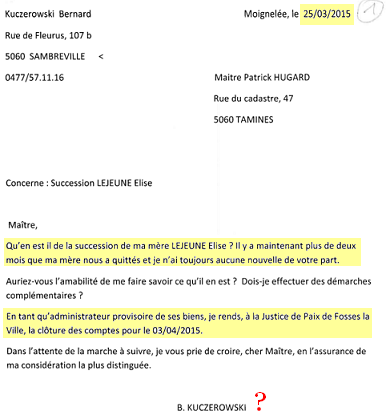 Kuczerowski Bernard
Moignelée, le 25/03/2015
1
Rue de Fleurus, 107 b
5060 SAMBREVILLE <
0477/57.11.16
Maitre Patrick HUGARD
Rue du cadastre, 47
5060 TAMINES
Concerne : Succession LEJEUNE Elise
Maître,
Qu'en est il de la succession de ma mère LEJEUNE Elise ? Il y a maintenant plus de deux
mois que ma mère nous a quittés et je n'ai toujours aucune nouvelle de votre part.
Auriez-vous l'amabilité de me faire savoir ce qu'il en est ? Dois-je effectuer des démarches
complémentaires ?
En tant qu'administrateur provisoire de ses biens, je rends, à la Justice de Paix de Fosses la
Ville, la clôture des comptes pour le 03/04/2015.
Dans l'attente de la marche à suivre, je vous prie de croire, cher Maître, en l'assurance de
ma considération la plus distinguée.
B. KUCZEROWSKI ?